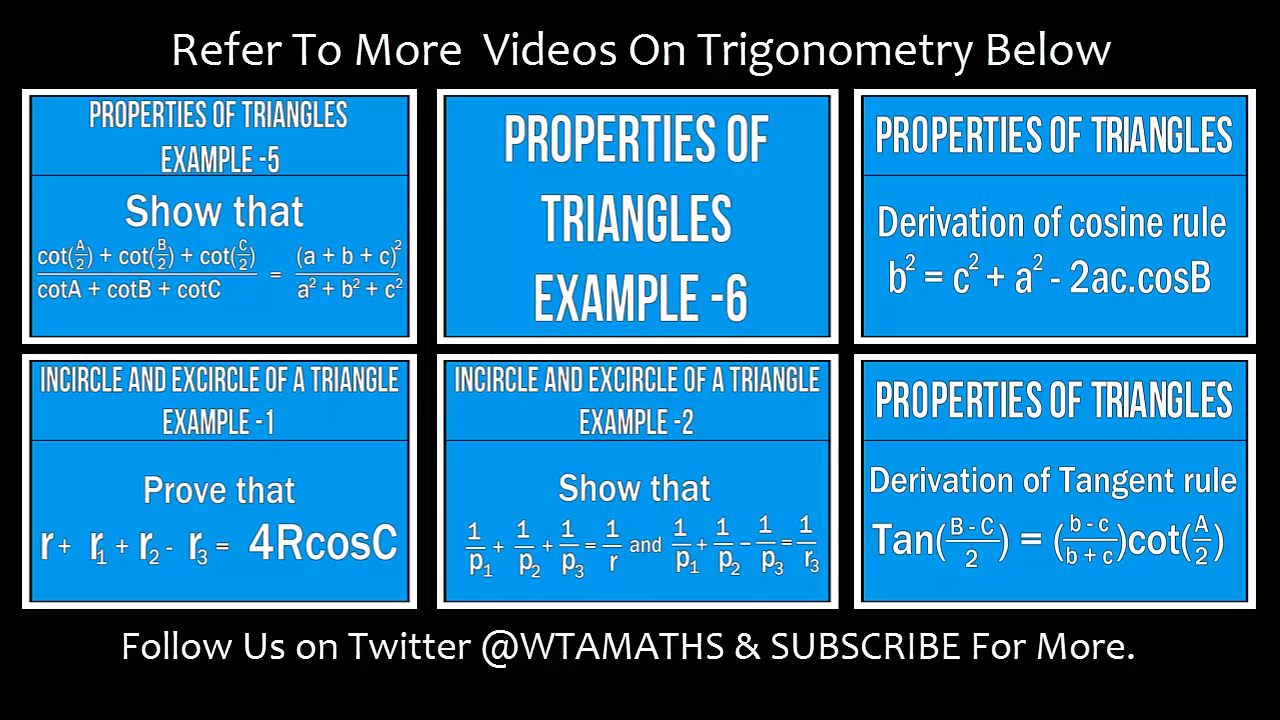 Refer To More  Videos On Trigonometry Below
PROPERTIES OF TRIANGLES
EXAMPLE -5
Show that
cot(A/2) + cot(B/2) + cot(C/2) / cotA + cotB + cotC = (a + b + c)² / a² + b² + c²
PROPERTIES OF
TRIANGLES
EXAMPLE -6
PROPERTIES OF TRIANGLES
Derivation of cosine rule
b² = c² + a² - 2ac.cosB
INCIRCLE AND EXCIRCLE OF A TRIANGLE
EXAMPLE -1
Prove that
r + r₁ + r₂ - r₃ = 4RcosC
INCIRCLE AND EXCIRCLE OF A TRIANGLE
EXAMPLE -2
Show that
1/p₁ + 1/p₂ + 1/p₃ = 1/r and 1/p₁ + 1/p₂ − 1/p₃ = 1/r₃
PROPERTIES OF TRIANGLES
Derivation of Tangent rule
Tan(B - C/2) = (b - c/b + c)cot(A/2)
Follow Us on Twitter @WTAMATHS & SUBSCRIBE For More.